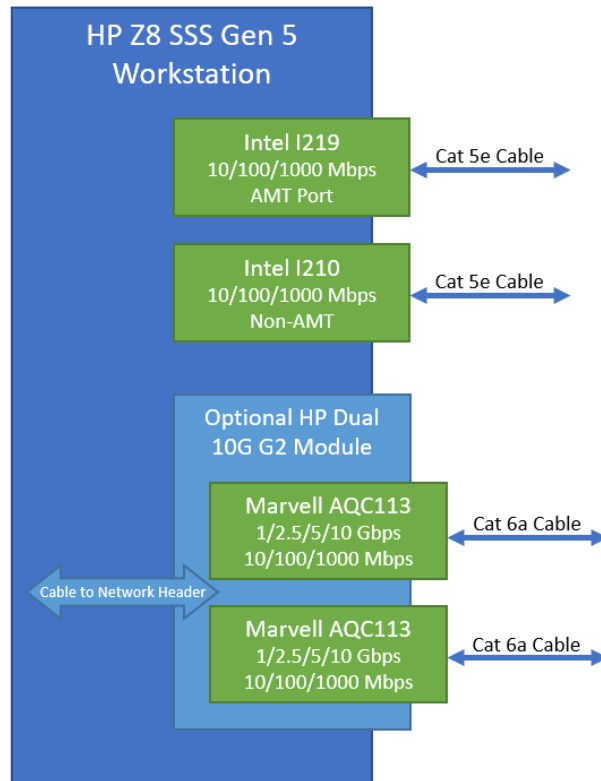 HP Z8 SSS Gen 5
Workstation
Intel I219
10/100/1000 Mbps
AMT Port
Cat 5e Cable
Intel I210
10/100/1000 Mbps
Non-AMT
Cat 5e Cable
Optional HP Dual
10G G2 Module
Marvell AQC113
1/2.5/5/10 Gbps
10/100/1000 Mbps
Cat 6a Cable
Cable to Network Header
Marvell AQC113
1/2.5/5/10 Gbps
10/100/1000 Mbps
Cat 6a Cable